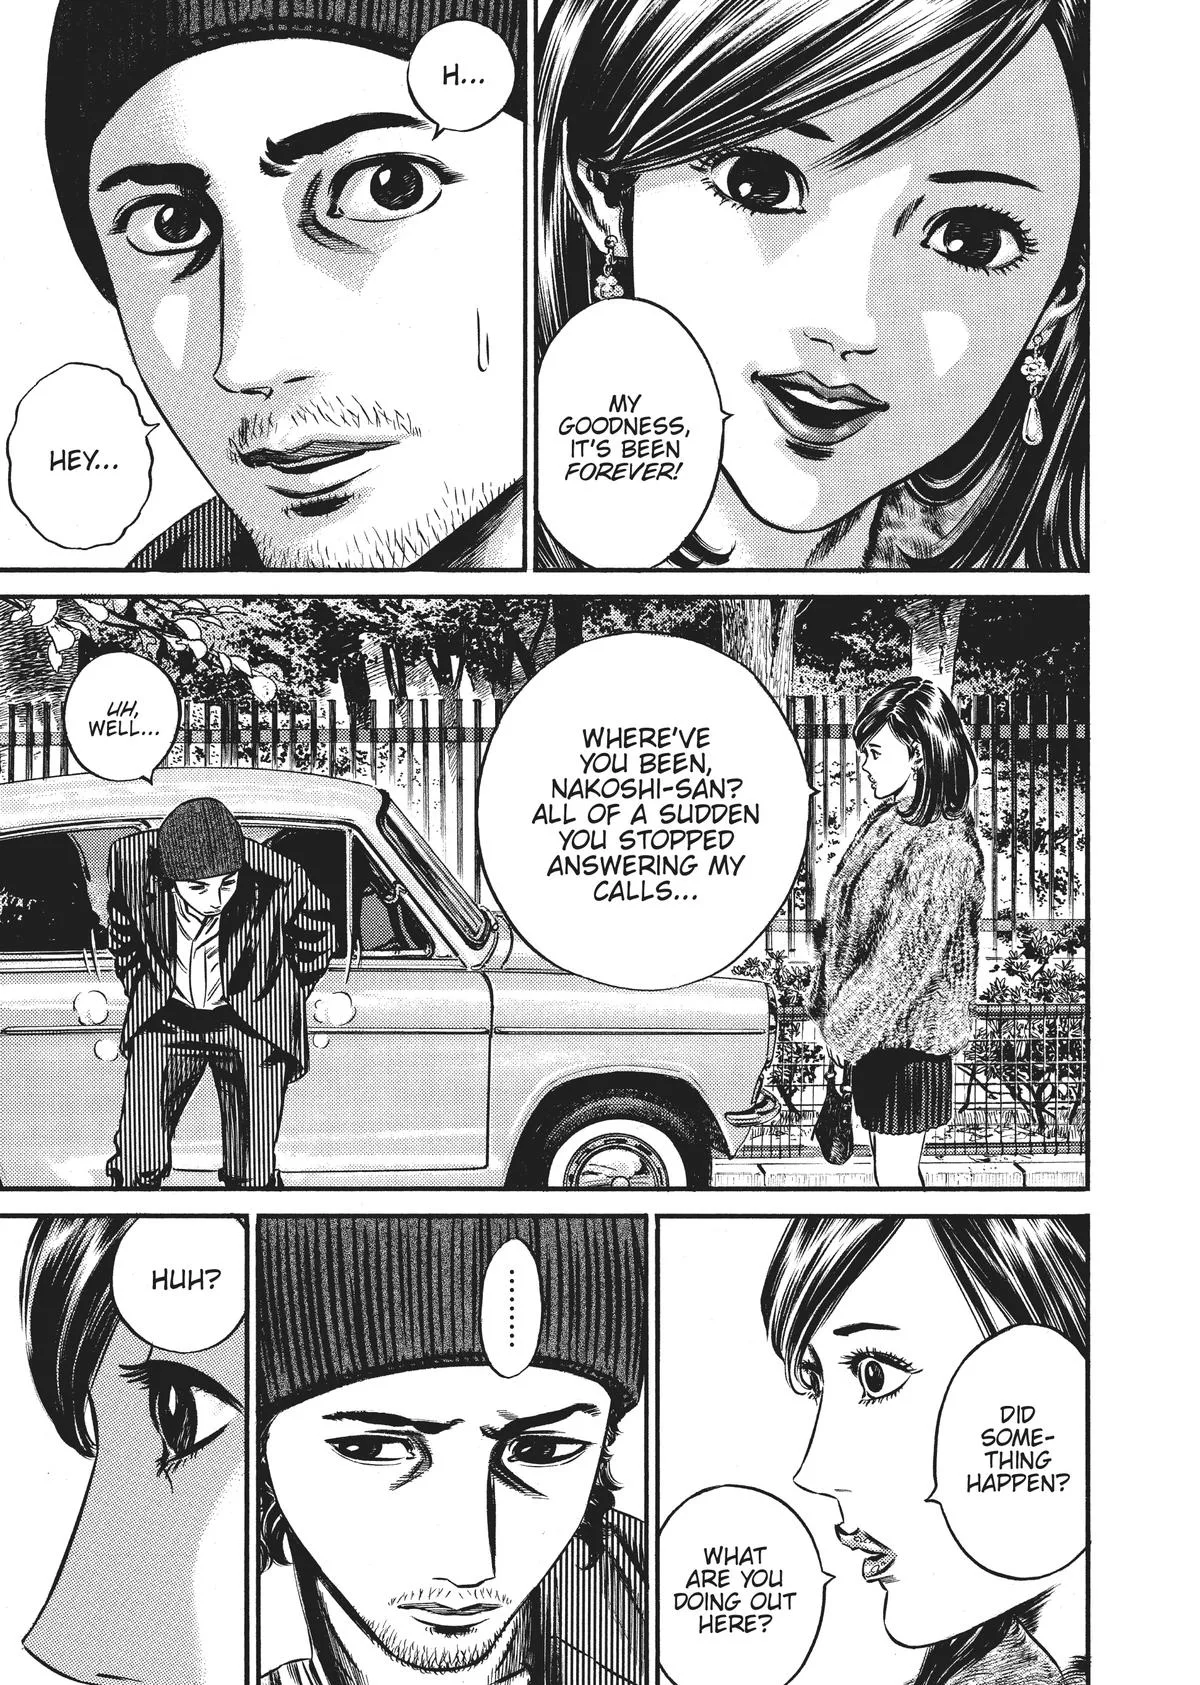 MY
GOODNESS,
IT'S BEEN
FOREVER!
H...
HEY...
WHERE'VE
YOU BEEN,
NAKOSHI-SAN?
ALL OF A SUDDEN
YOU STOPPED
ANSWERING MY
CALLS...
UH,
WELL...
DID
SOME-
THING
HAPPEN?
WHAT
ARE YOU
DOING OUT
HERE?
.........
HUH?